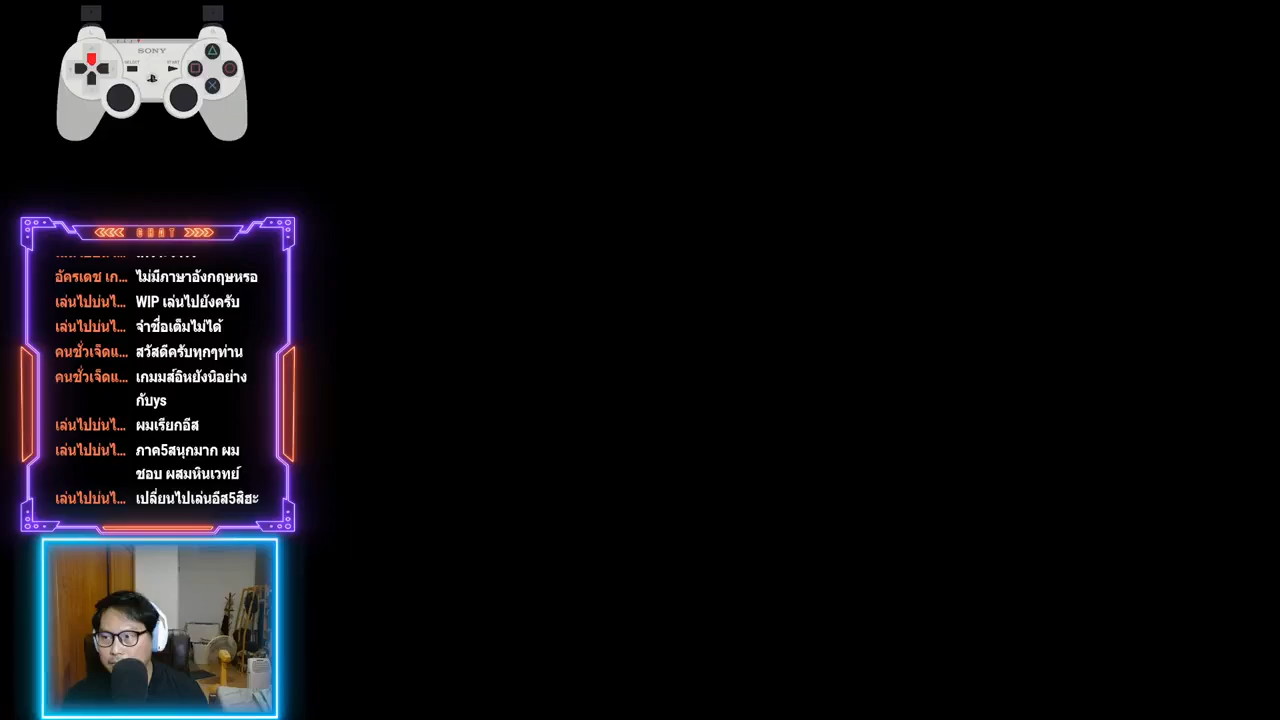 SONY
SELECT
START
CHAT
อัครเดช เก... ไม่มีภาษาอังกฤษหรอ
เล่นไปบ่นไ... WIP เล่นไปยังครับ
เล่นไปบ่นไ... จำชื่อเต็มไม่ได้
คนชั่วเจ็ดแ... สวัสดีครับทุกๆท่าน
คนชั่วเจ็ดแ... เกมมส์อิหยังนิอย่าง
กับys
เล่นไปบ่นไ... ผมเรียกอีส
เล่นไปบ่นไ... ภาค5สนุกมาก ผม
ชอบ ผสมหินเวทย์
เล่นไปบ่นไ... เปลี่ยนไปเล่นอีส5สิฮะ